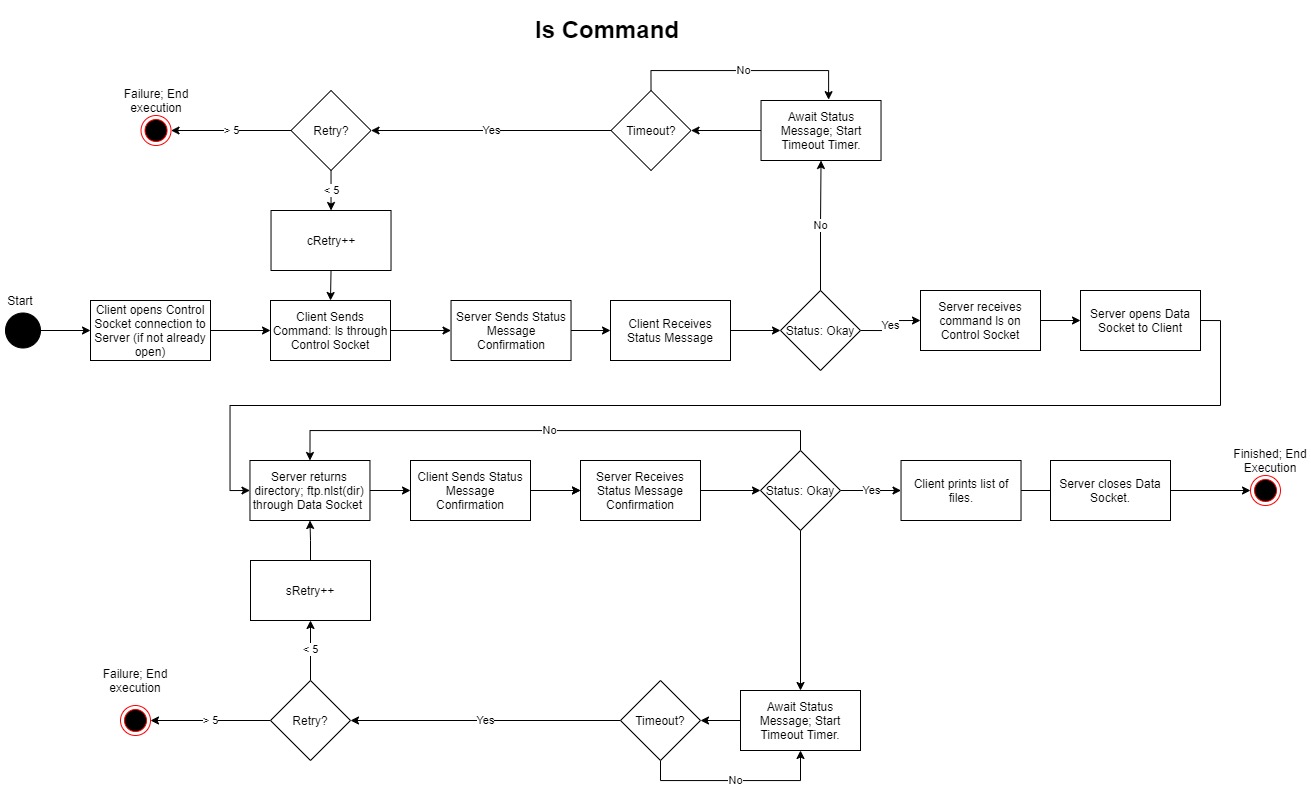 ls Command
No
Failure; End
execution
> 5
Retry?
Yes
Timeout?
Await Status
Message; Start
Timeout Timer.
< 5
cRetry++
No
Start
Client opens Control
Socket connection to
Server (if not already
open)
Client Sends
Command: ls through
Control Socket
Server Sends Status
Message
Confirmation
Client Receives
Status Message
Status: Okay
Yes
Server receives
command ls on
Control Socket
Server opens Data
Socket to Client
No
Server returns
directory; ftp.nlst(dir)
through Data Socket
Client Sends Status
Message
Confirmation
Server Receives
Status Message
Confirmation
Status: Okay
Yes
Client prints list of
files.
Server closes Data
Socket.
Finished; End
Execution
sRetry++
< 5
Failure; End
execution
> 5
Retry?
Yes
Timeout?
Await Status
Message; Start
Timeout Timer.
No